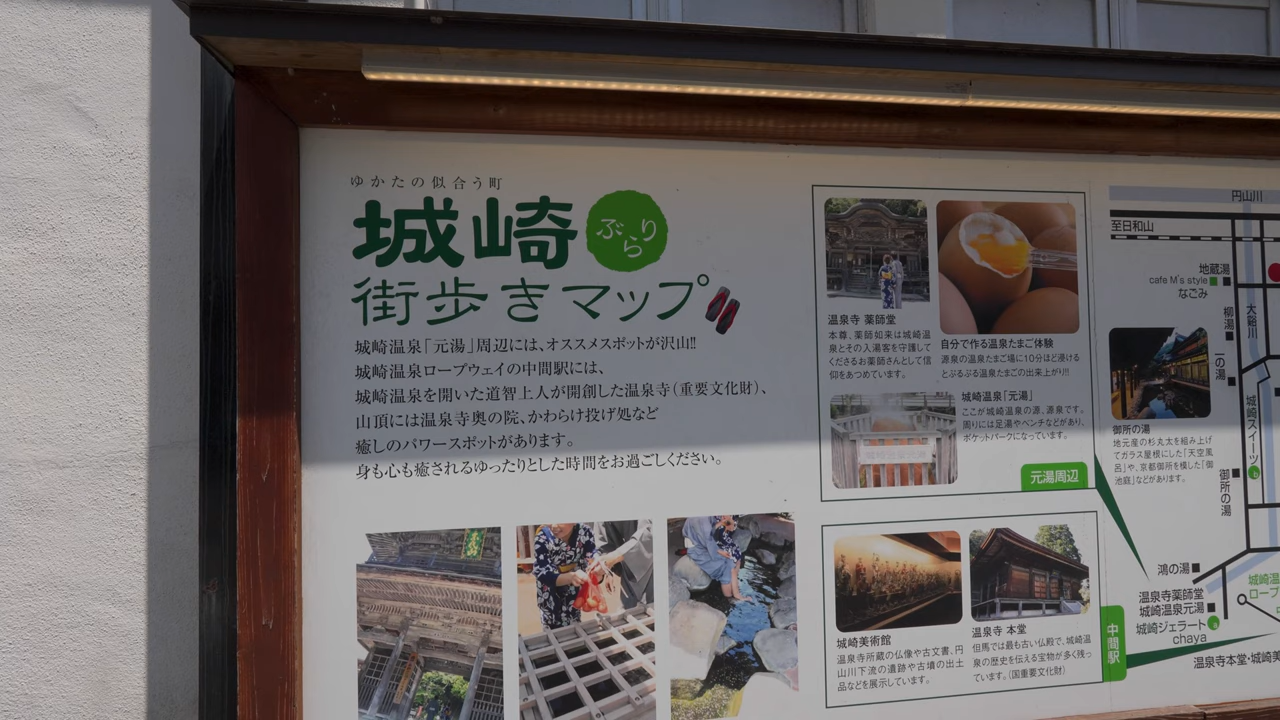 ゆかたの似合う町
城崎
ぶらり
街歩きマップ
城崎温泉「元湯」周辺には、オススメスポットが沢山!!
城崎温泉ロープウェイの中間駅には、
城崎温泉を開いた道智上人が開創した温泉寺(重要文化財)、
山頂には温泉寺奥の院、かわらけ投げ処など
癒しのパワースポットがあります。
身も心も癒されるゆったりとした時間をお過ごしください。
温泉寺 薬師堂
本尊、薬師如来は城崎温
泉とその入湯客を守護して
くださるお薬師さんとして信
仰をあつめています。
自分で作る温泉たまご体験
源泉の温泉たまご場に10分ほど浸ける
とぷるぷる温泉たまごの出来上がり!!
城崎温泉「元湯」
ここが城崎温泉の源、源泉です。
周りには足湯やベンチなどがあり、
ポケットパークになっています。
元湯周辺
城崎美術館
温泉寺所蔵の仏像や古文書、円
山川下流の遺跡や古墳の出土
品などを展示しています。
温泉寺 本堂
但馬では最も古い仏殿で、城崎温
泉の歴史を伝える宝物が多く残っ
ています。(国重要文化財)
中間駅
円山川
至日和山
地蔵湯
cafe M's style
なごみ
柳湯
大谿川
一の湯
城崎スイーツ
b
御所の湯
地元産の杉丸太を組み上げ
てガラス屋根にした「天空風
呂」や、京都御所を模した「御
池庭」などがあります。
御所の湯
鴻の湯
温泉寺薬師堂
城崎温泉元湯
城崎ジェラート
a
chaya
城崎温
ロープ
温泉寺本堂・城崎美